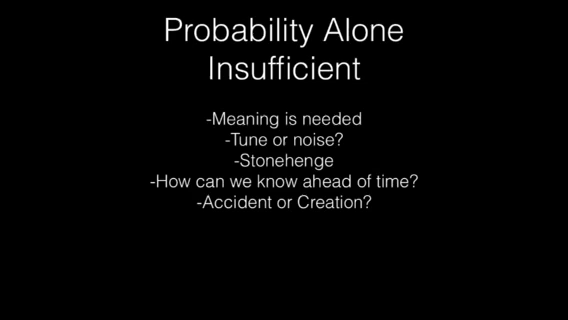 Probability Alone
Insufficient
-Meaning is needed
-Tune or noise?
-Stonehenge
-How can we know ahead of time?
-Accident or Creation?